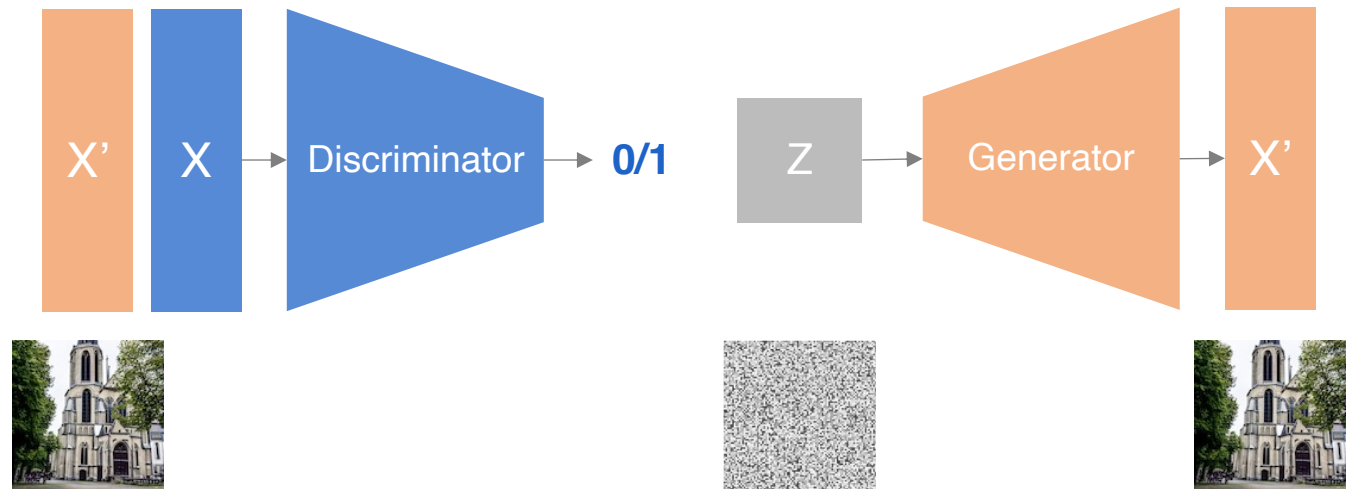 X’ X Discriminator 0/1 Z Generator X’